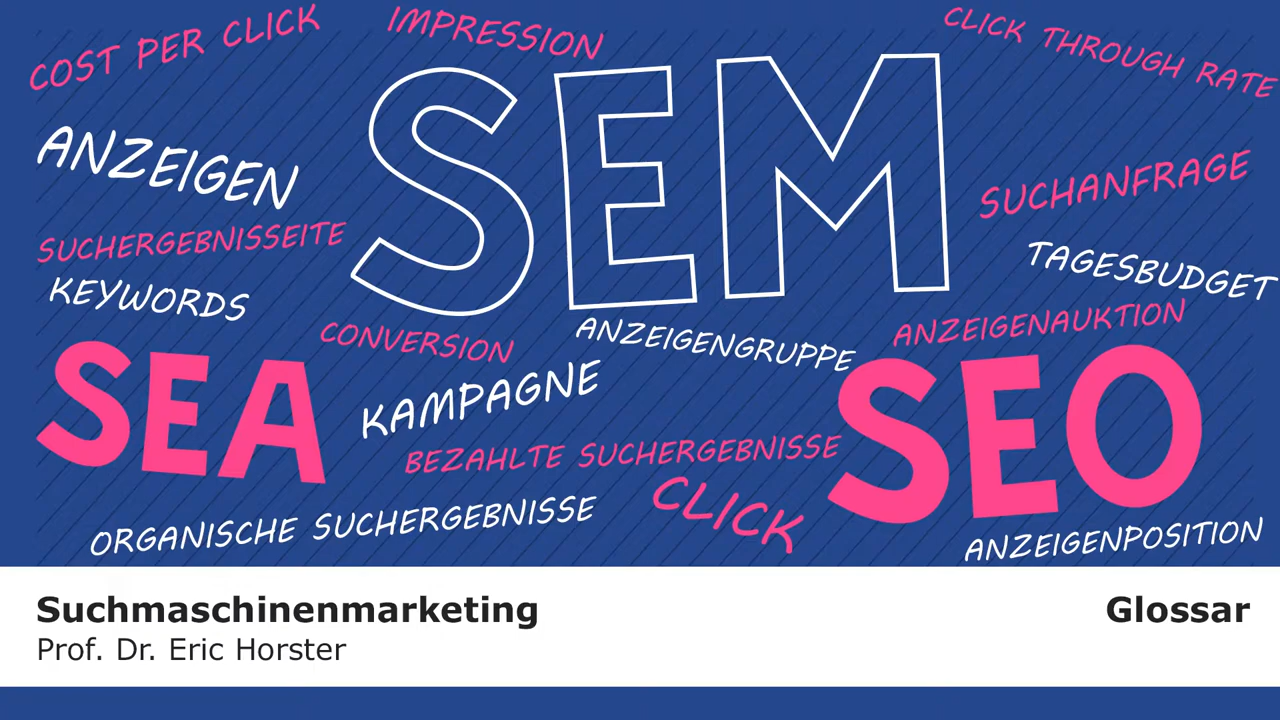 COST PER CLICK
IMPRESSION
CLICK THROUGH RATE
SEM
ANZEIGEN
SUCHANFRAGE
SUCHERGEBNISSEITE
TAGESBUDGET
KEYWORDS
CONVERSION
ANZEIGENGRUPPE
ANZEIGENAUKTION
SEA
KAMPAGNE
SEO
BEZAHLTE SUCHERGEBNISSE
CLICK
ORGANISCHE SUCHERGEBNISSE
ANZEIGENPOSITION
Suchmaschinenmarketing
Glossar
Prof. Dr. Eric Horster